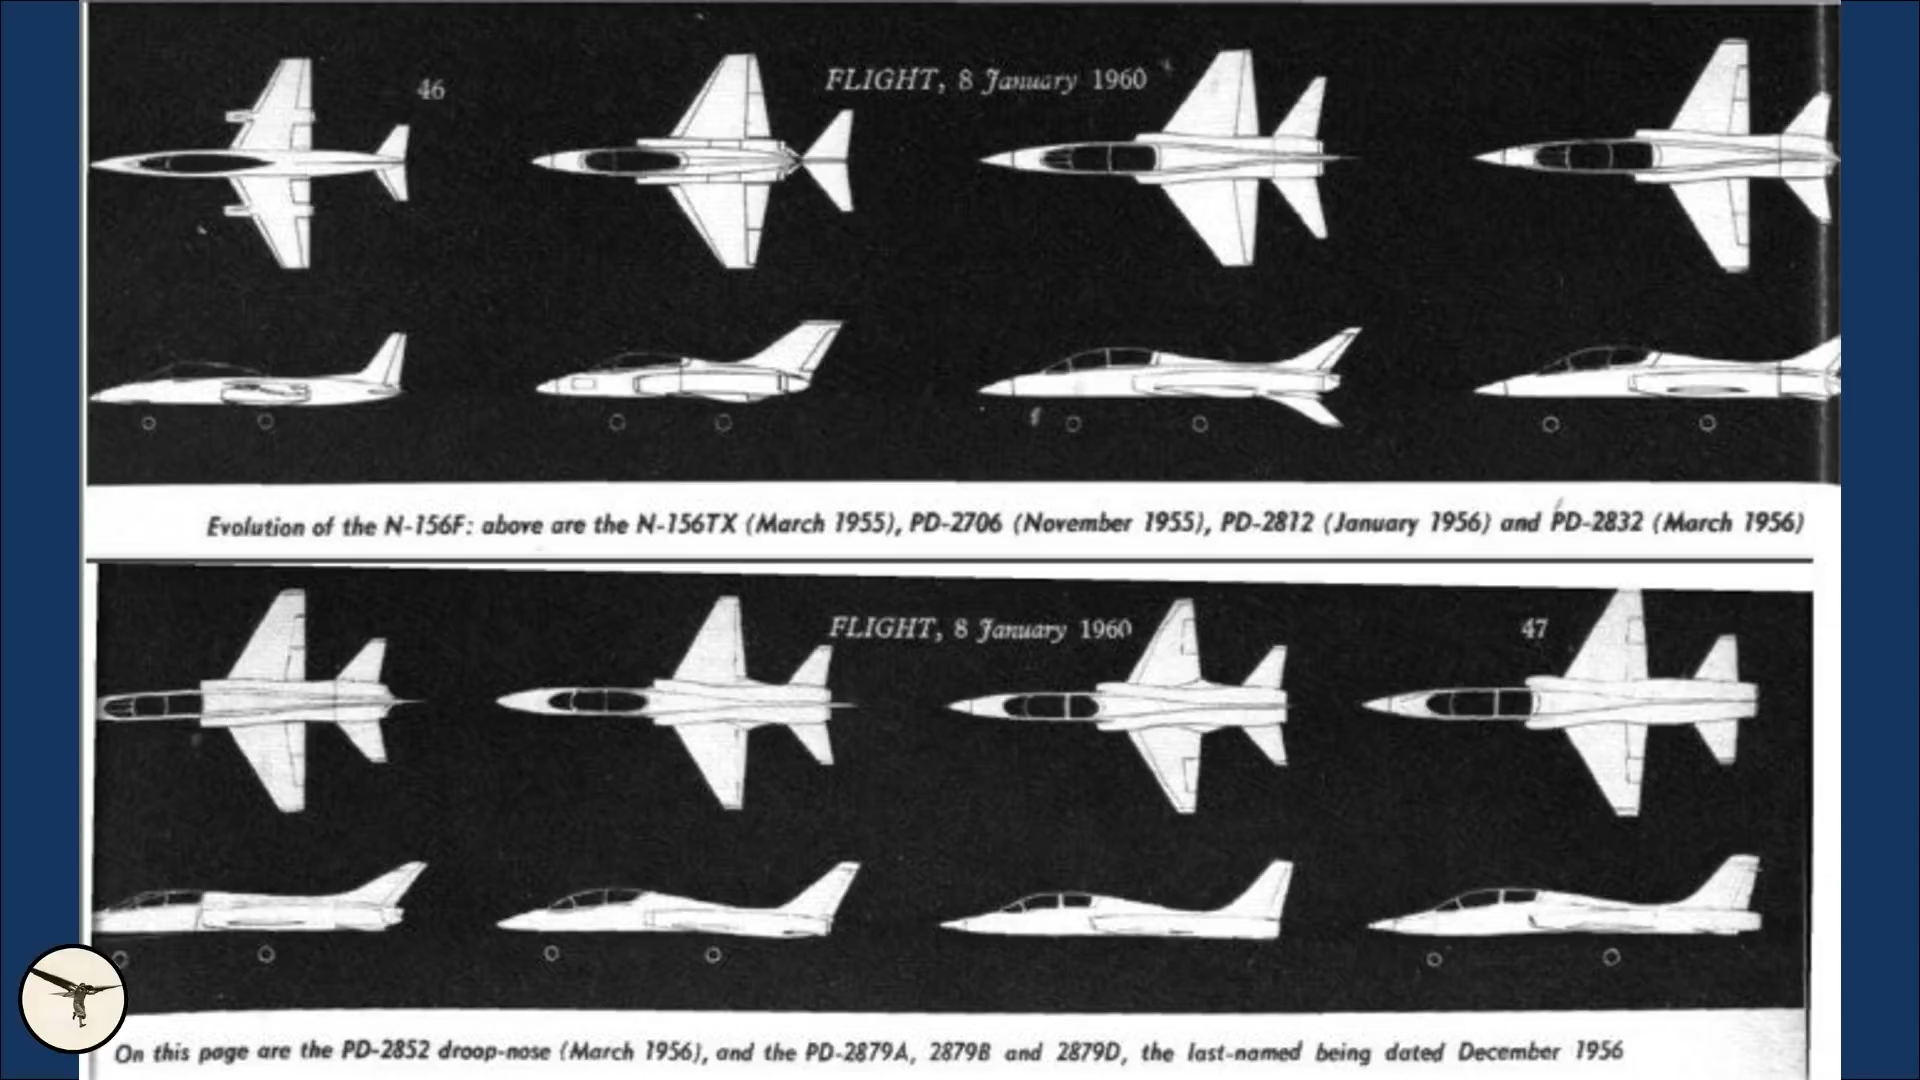 46
FLIGHT, 8 January 1960
Evolution of the N-156F: above are the N-156TX (March 1955), PD-2706 (November 1955), PD-2812 (January 1956) and PD-2832 (March 1956)
FLIGHT, 8 January 1960
47
On this page are the PD-2852 droop-nose (March 1956), and the PD-2879A, 2879B and 2879D, the last-named being dated December 1956